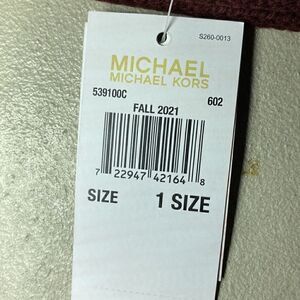 S260-0013
MICHAEL
MICHAEL KORS
539100C 602
FALL 2021
7 22947 42164 8
SIZE 1 SIZE